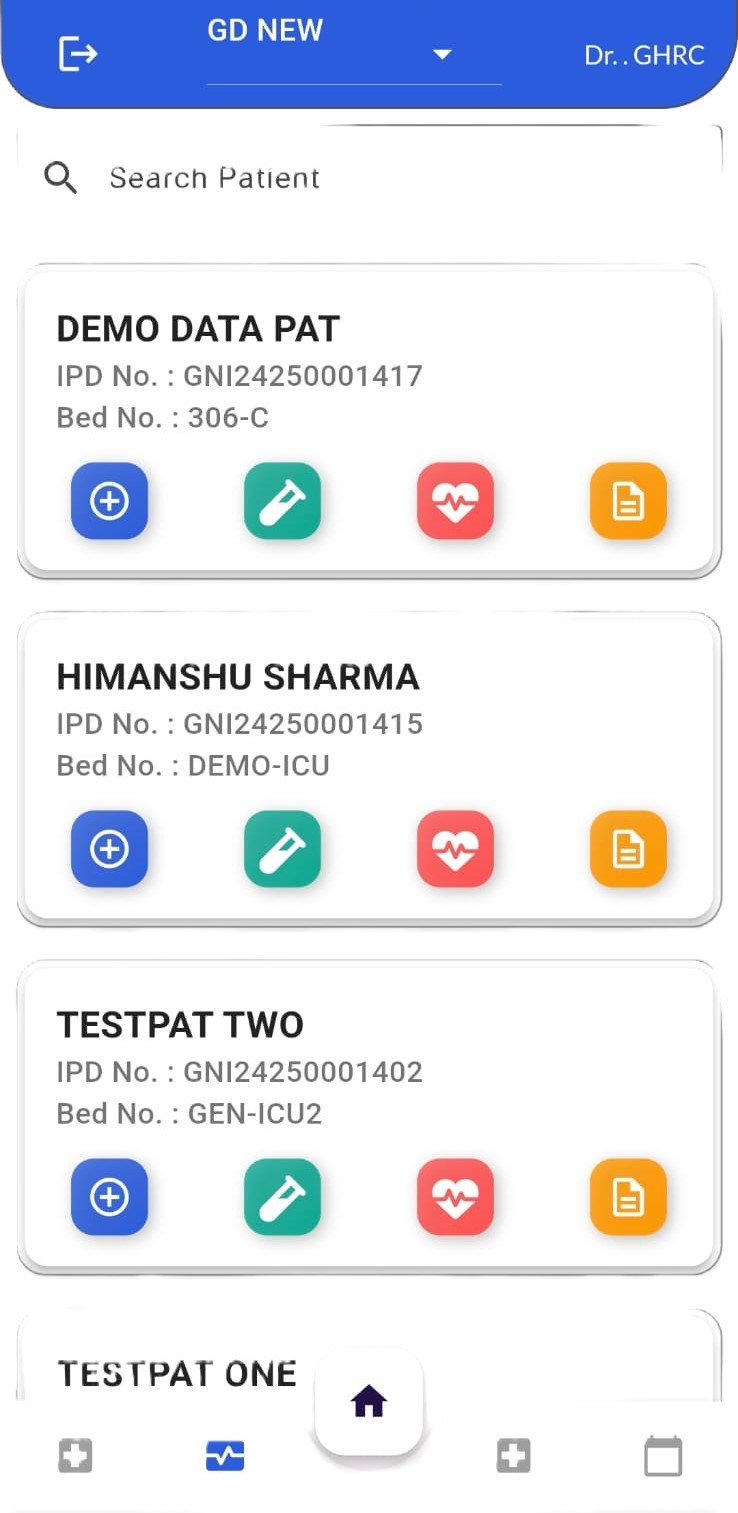 GD NEW
Dr. . GHRC
Search Patient
DEMO DATA PAT
IPD No. : GNI24250001417
Bed No. : 306-C
HIMANSHU SHARMA
IPD No. : GNI24250001415
Bed No. : DEMO-ICU
TESTPAT TWO
IPD No. : GNI24250001402
Bed No. : GEN-ICU2
TESTPAT ONE